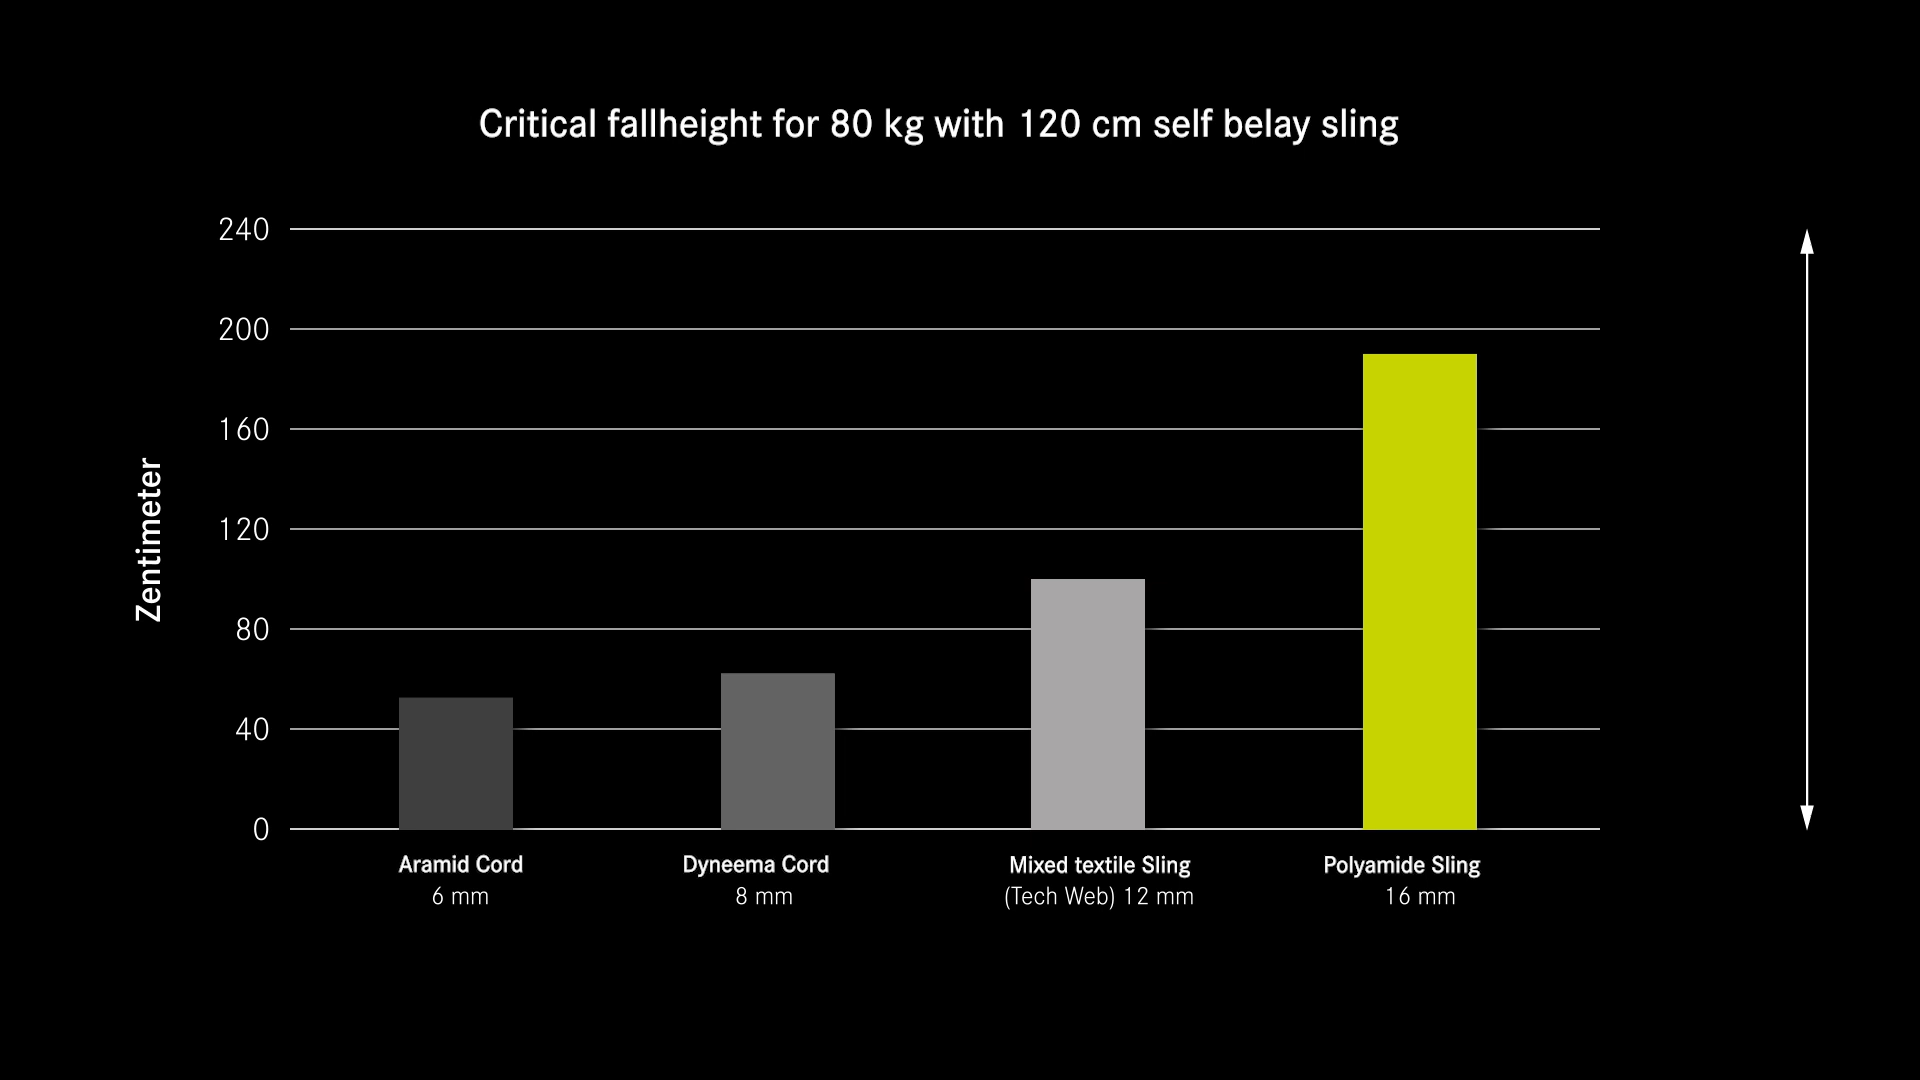 Critical fallheight for 80 kg with 120 cm self belay sling
240
200
160
120
80
40
0
Zentimeter
Aramid Cord
6 mm
Dyneema Cord
8 mm
Mixed textile Sling
(Tech Web) 12 mm
Polyamide Sling
16 mm